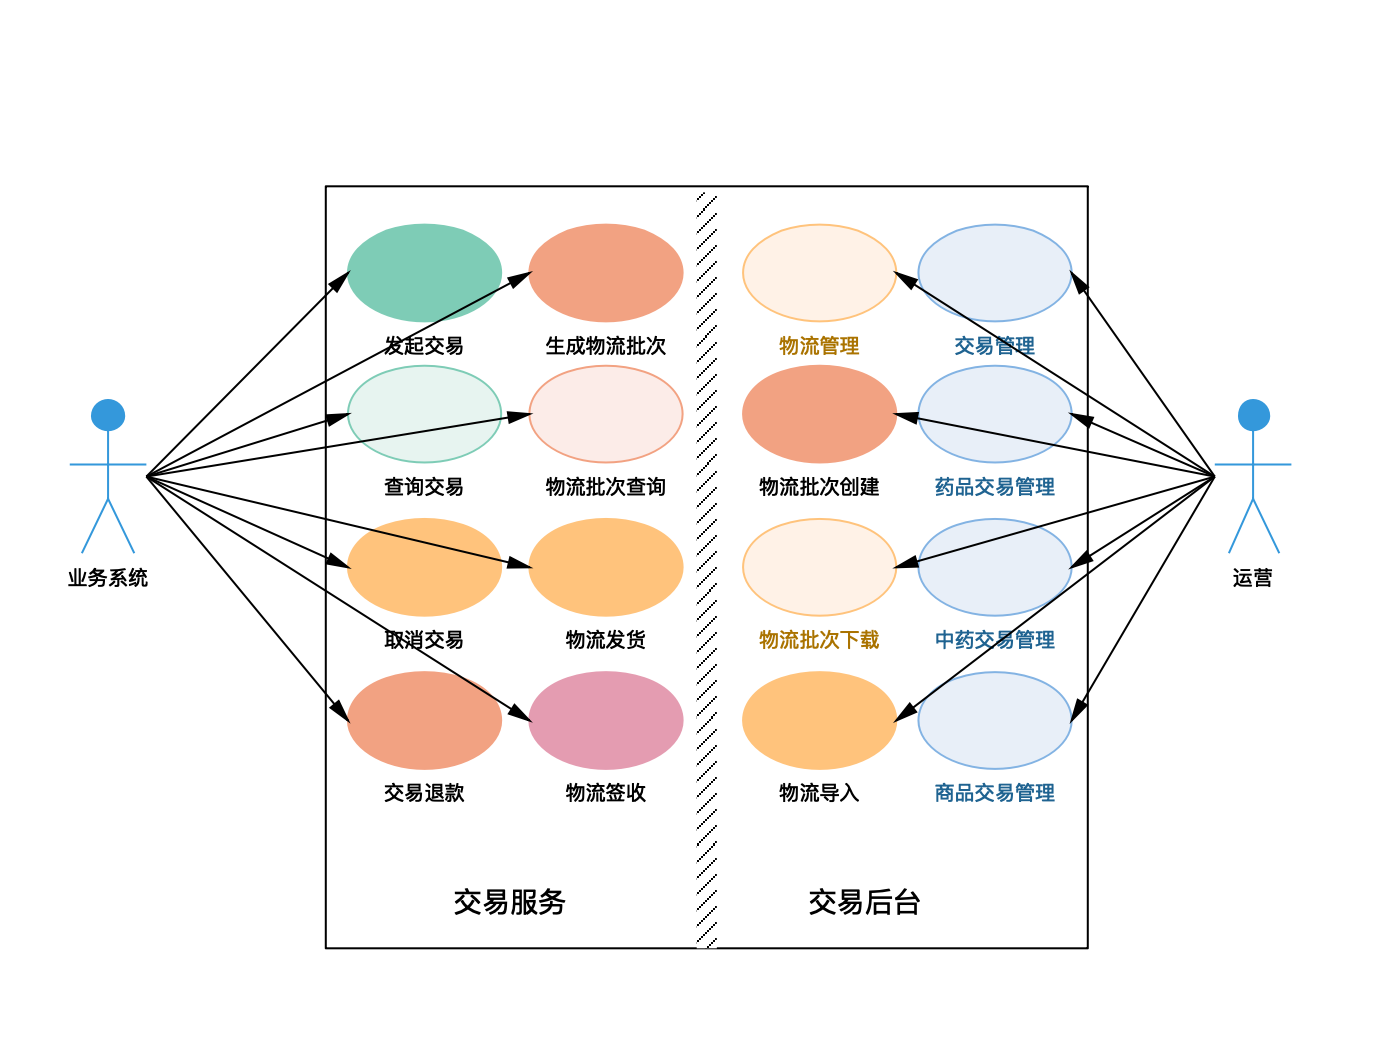 发起交易
生成物流批次
物流管理
交易管理
查询交易
物流批次查询
物流批次创建
药品交易管理
业务系统
运营
取消交易
物流发货
物流批次下载
中药交易管理
交易退款
物流签收
物流导入
商品交易管理
交易服务
交易后台